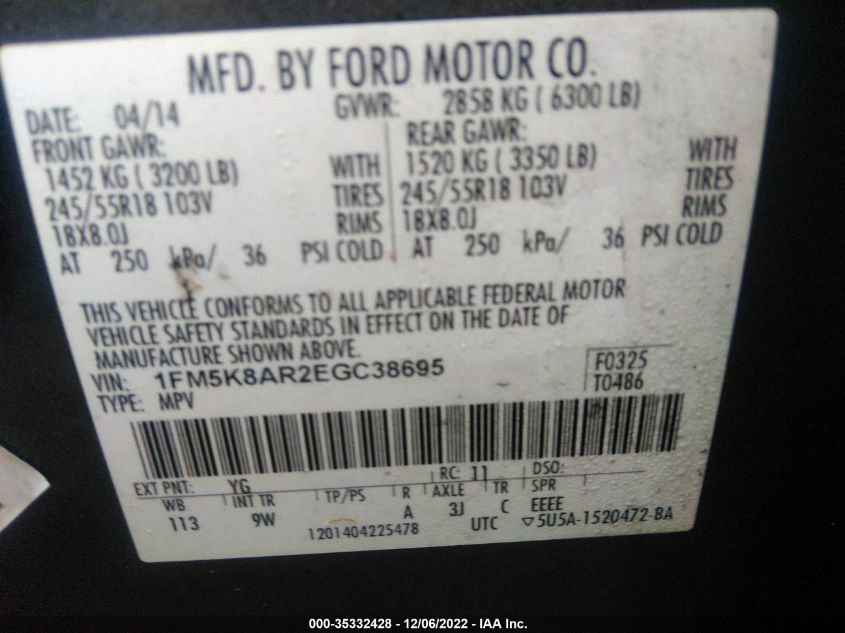 MFD. BY FORD MOTOR CO.
DATE: 04/14 GVWR: 2858 KG ( 6300 LB)
FRONT GAWR: REAR GAWR:
1452 KG ( 3200 LB) WITH 1520 KG ( 3350 LB) WITH
245/55R18 103V TIRES 245/55R18 103V TIRES
18X8.0J RIMS 18X8.0J RIMS
AT 250 kPa/ 36 PSI COLD AT 250 kPa/ 36 PSI COLD
THIS VEHICLE CONFORMS TO ALL APPLICABLE FEDERAL MOTOR
VEHICLE SAFETY STANDARDS IN EFFECT ON THE DATE OF
MANUFACTURE SHOWN ABOVE.
VIN: 1FM5K8AR2EGC38695 F0325
TYPE: MPV T0486
EXT PNT: YG RC: 11 DSO:
WB INT TR TP/PS R AXLE TR SPR
113 9W A 3J C EEEE
1201404225478 UTC ▽5U5A-1520472-BA
000-35332428 - 12/06/2022 - IAA Inc.